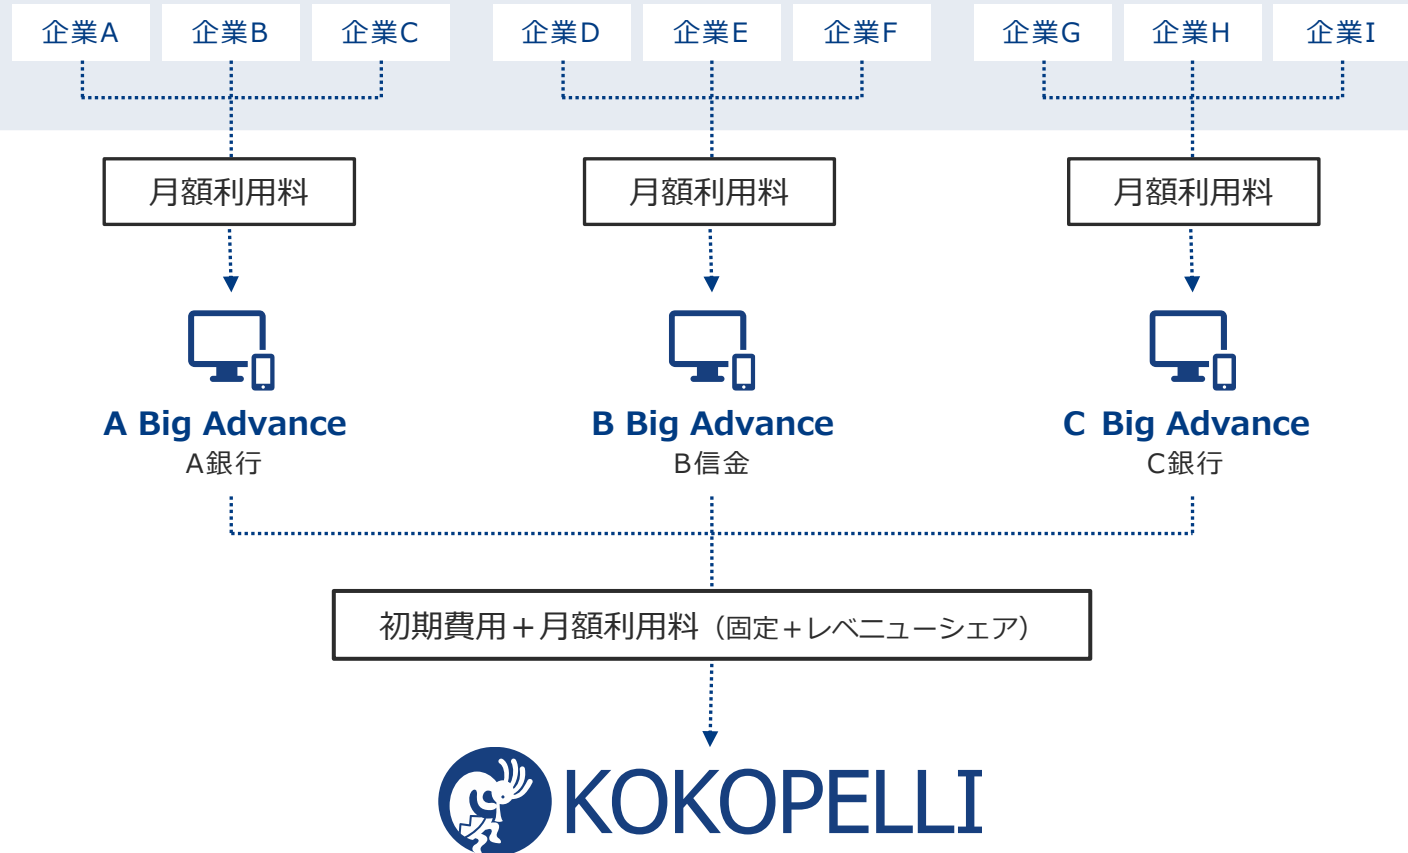 企業A 企業B 企業C 企業D 企業E 企業F 企業G 企業H 企業I
月額利用料 月額利用料 月額利用料
A Big Advance B Big Advance C Big Advance
A銀行 B信金 C銀行
初期費用＋月額利用料（固定＋レベニューシェア）
KOKOPELLI